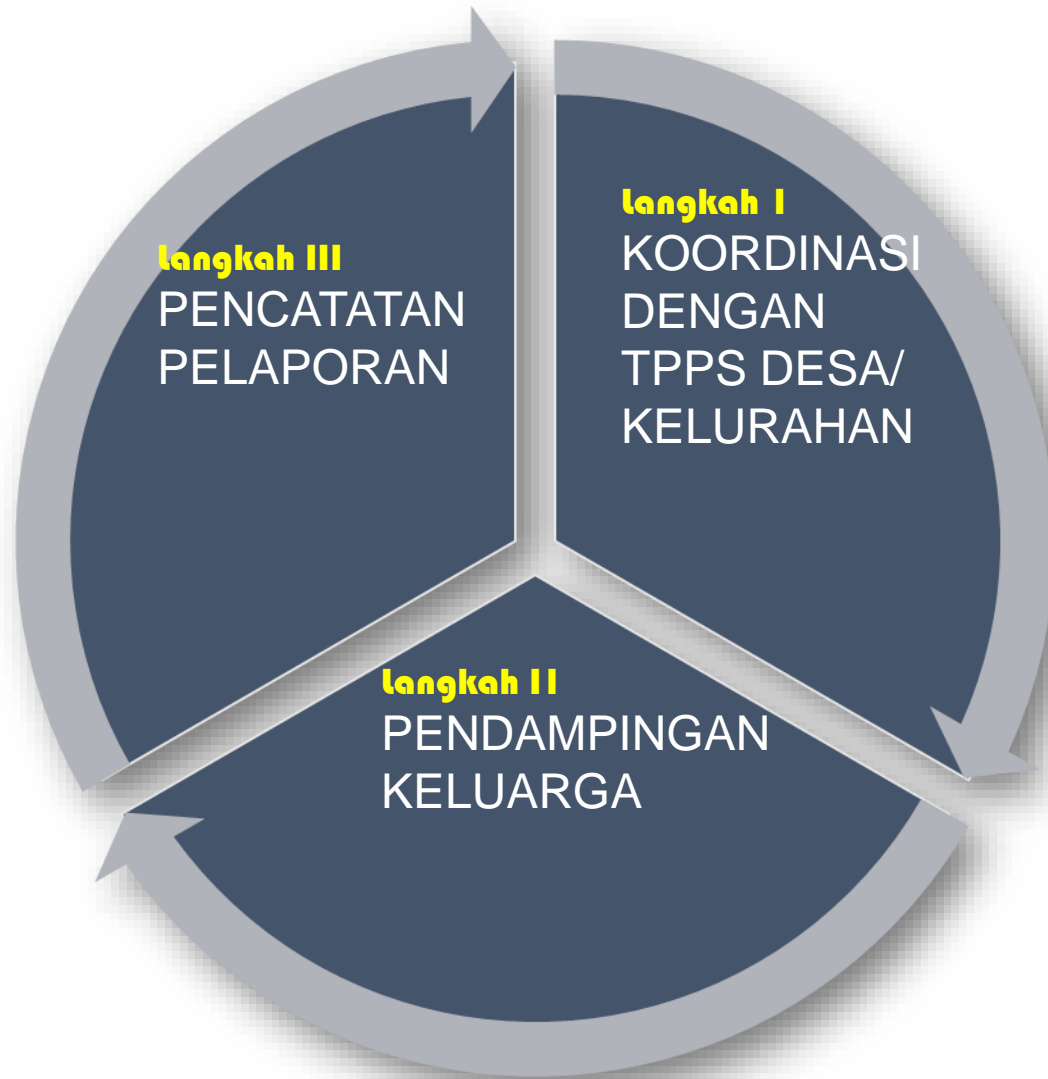 Langkah I
KOORDINASI
DENGAN
TPPS DESA/
KELURAHAN
Langkah II
PENDAMPINGAN
KELUARGA
Langkah III
PENCATATAN
PELAPORAN